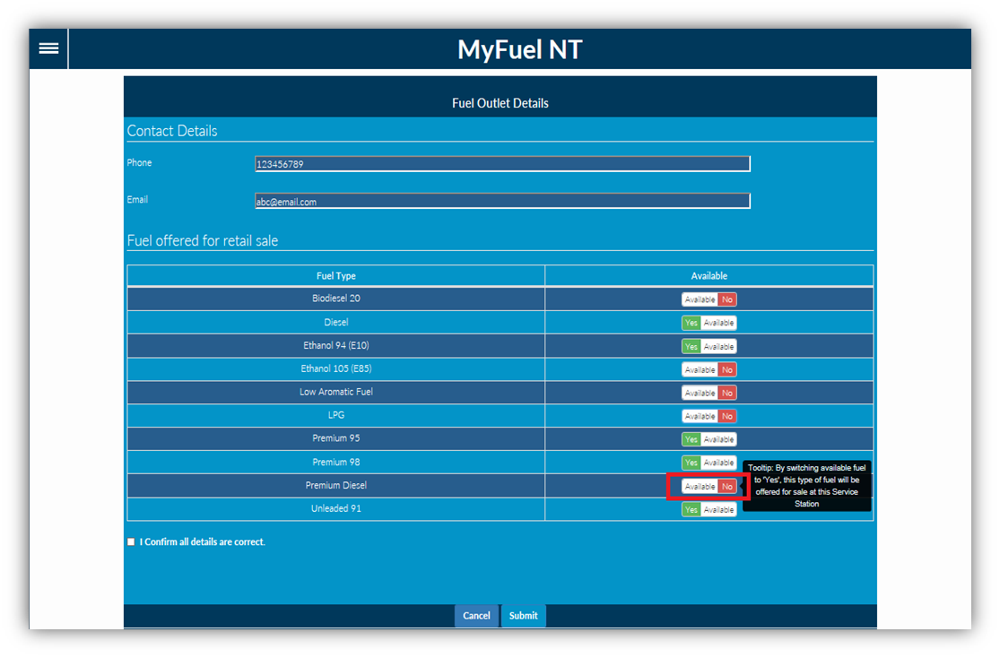 MyFuel NT
Fuel Outlet Details
Contact Details
Phone
123456789
Email
abc@email.com
Fuel offered for retail sale
Fuel Type Available
Biodiesel 20 Available No
Diesel Yes Available
Ethanol 94 (E10) Yes Available
Ethanol 105 (E85) Available No
Low Aromatic Fuel Available No
LPG Available No
Premium 95 Yes Available
Premium 98 Yes Available
Premium Diesel Available No
Tooltip: By switching available fuel
to 'Yes', this type of fuel will be
offered for sale at this Service
Station
Unleaded 91 Yes Available
I Confirm all details are correct.
Cancel Submit